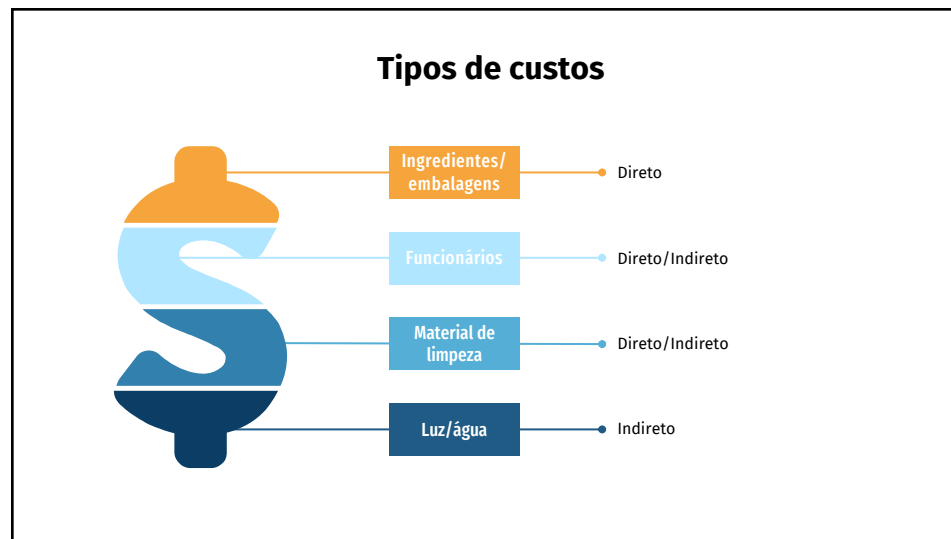 Tipos de custos
Ingredientes/
embalagens
Direto
Funcionários
Direto/Indireto
Material de
limpeza
Direto/Indireto
Luz/água
Indireto